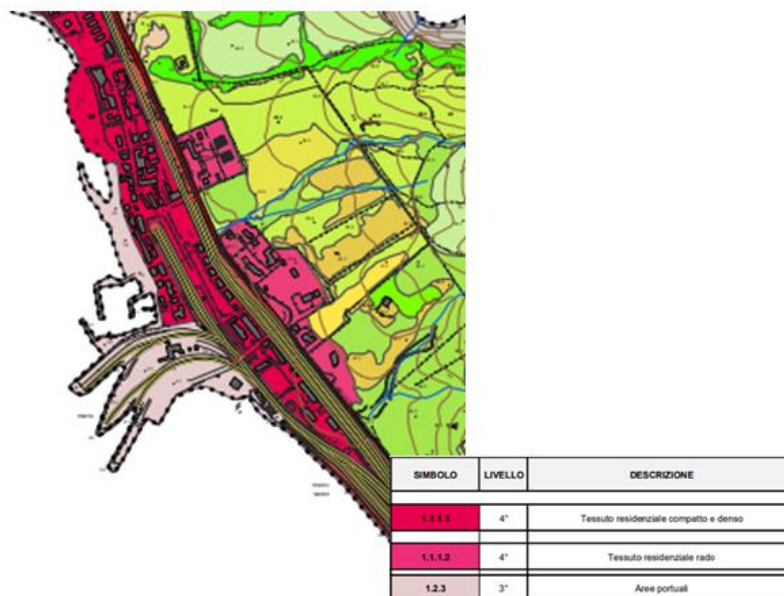 SIMBOLO LIVELLO DESCRIZIONE
1.1.1.1 4° Tessuto residenziale compatto e denso
1.1.1.2 4° Tessuto residenziale rado
1.2.3 3° Aree portuali